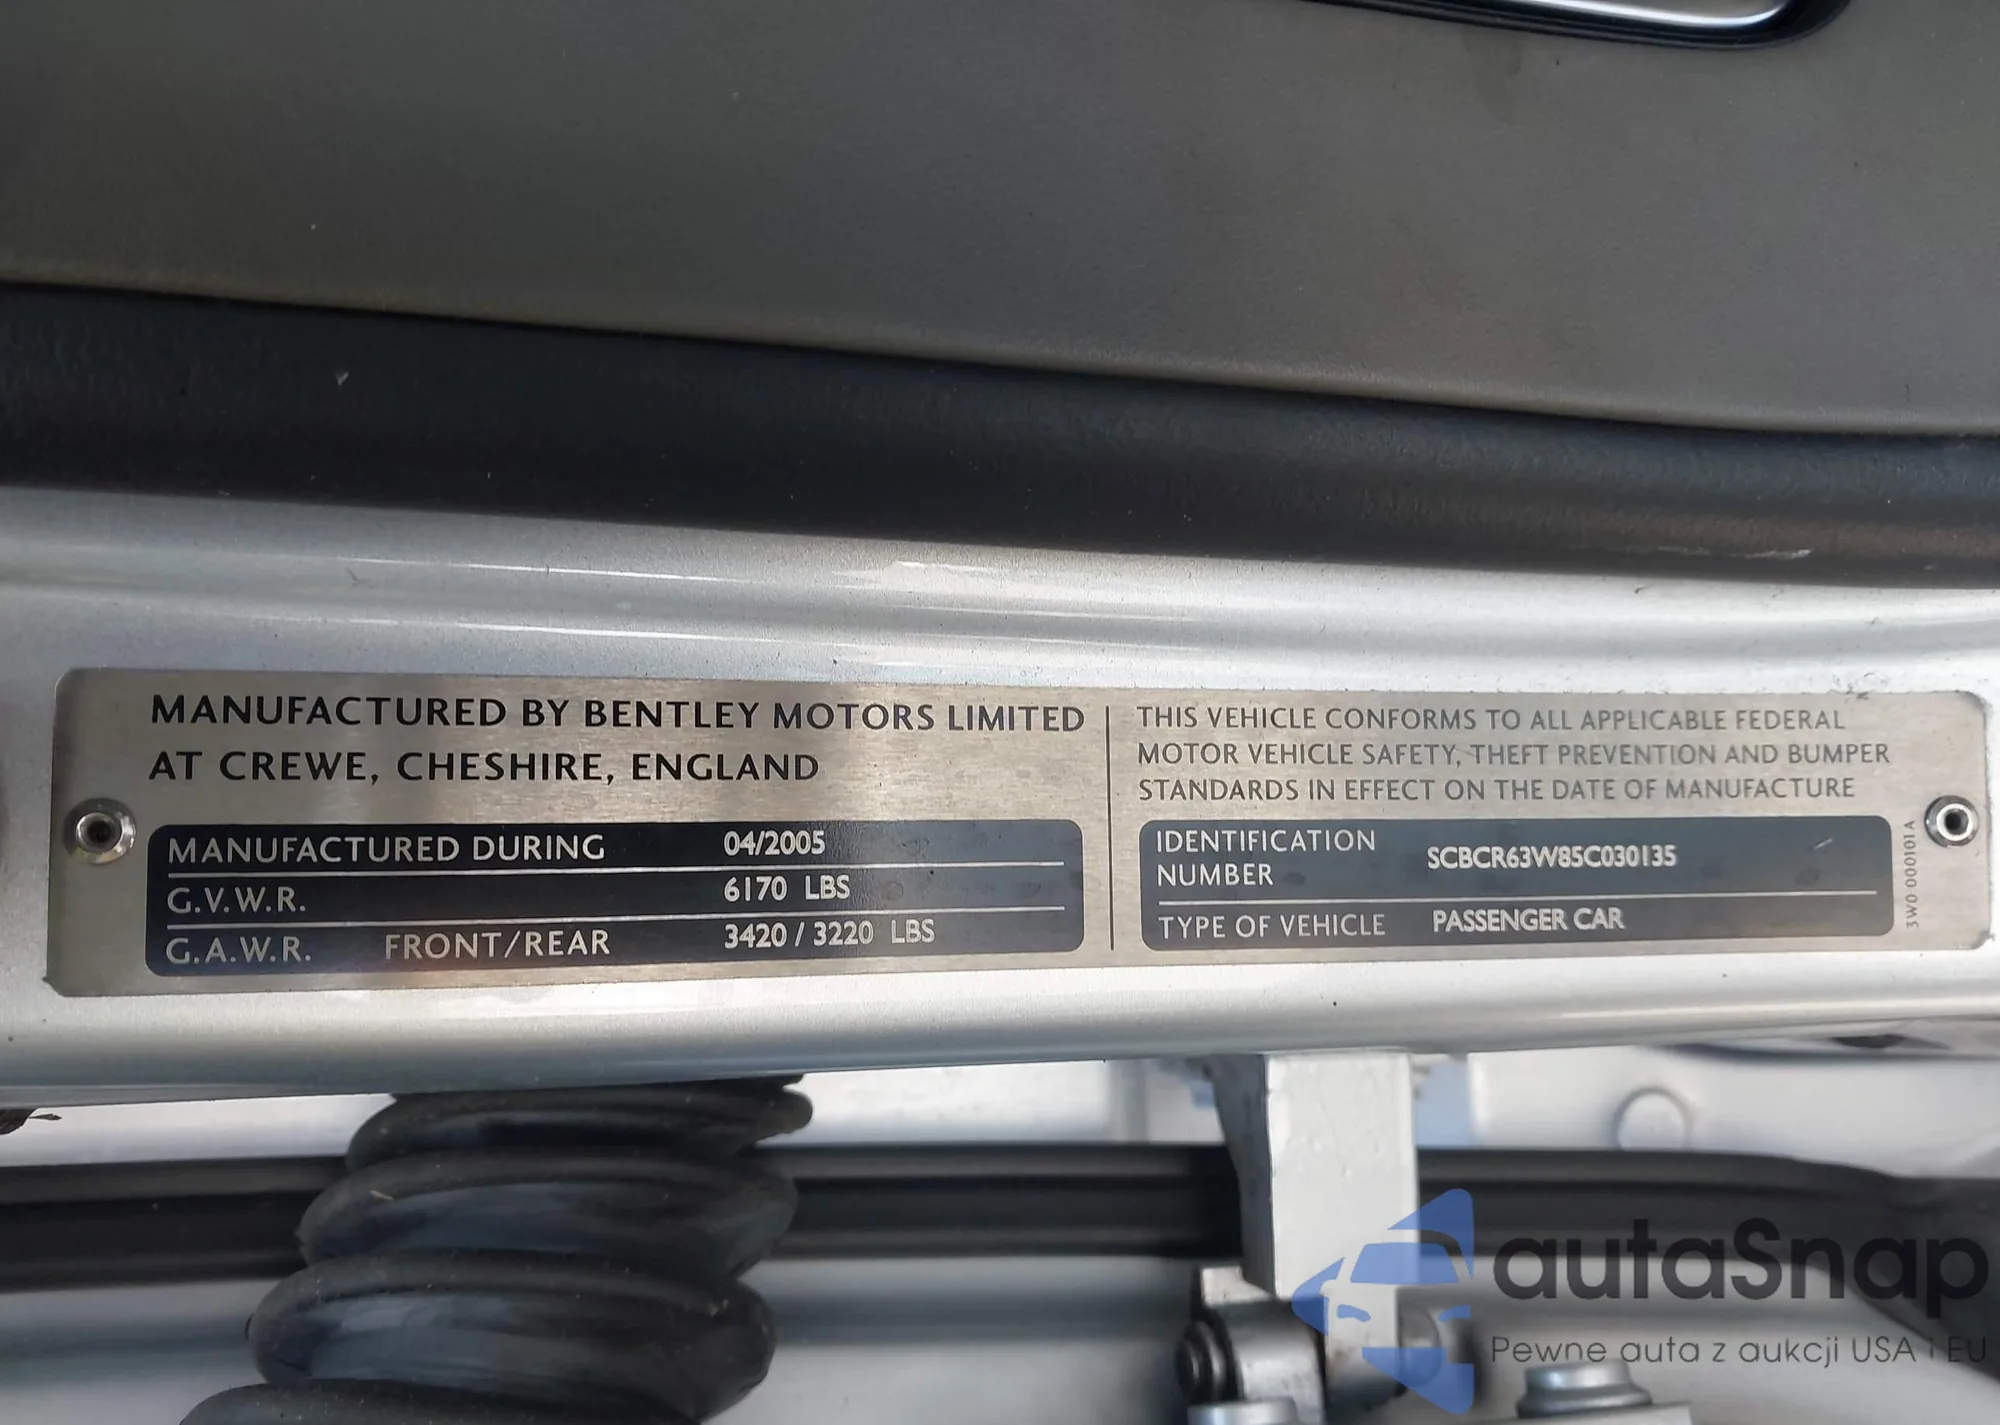 MANUFACTURED BY BENTLEY MOTORS LIMITED
AT CREWE, CHESHIRE, ENGLAND
MANUFACTURED DURING 04/2005
G.V.W.R. 6170 LBS
G.A.W.R. FRONT/REAR 3420 / 3220 LBS
THIS VEHICLE CONFORMS TO ALL APPLICABLE FEDERAL
MOTOR VEHICLE SAFETY, THEFT PREVENTION AND BUMPER
STANDARDS IN EFFECT ON THE DATE OF MANUFACTURE
IDENTIFICATION
NUMBER SCBCR63W85C030135
TYPE OF VEHICLE PASSENGER CAR
3W0 000101A
autaSnap
Pewne auta z aukcji USA i EU